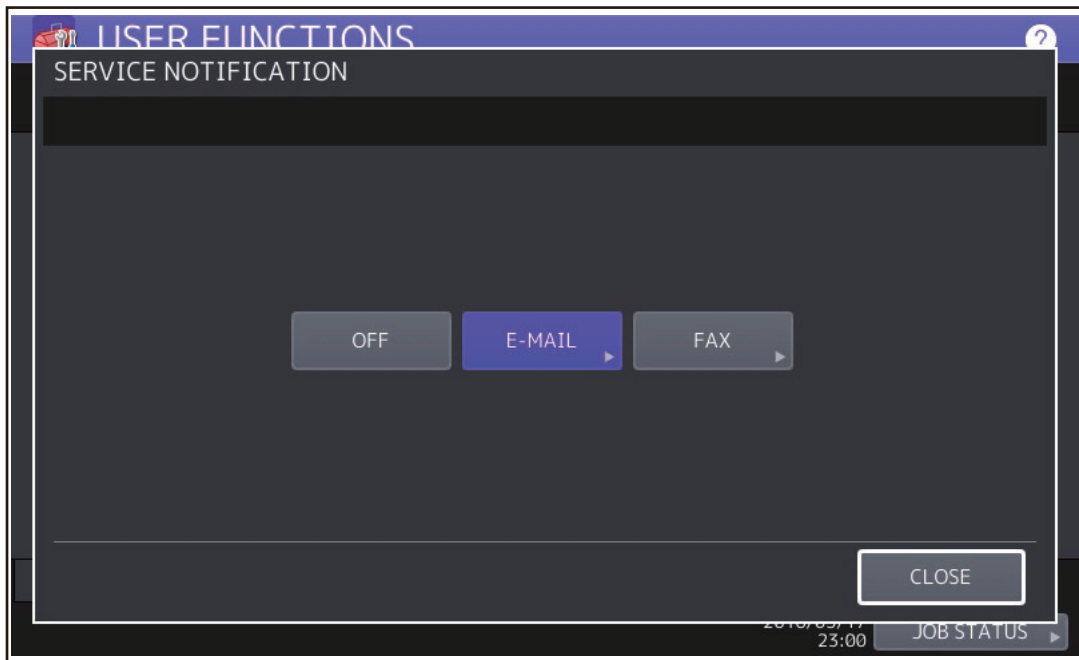 USER FUNCTIONS
?
SERVICE NOTIFICATION
OFF
E-MAIL
FAX
CLOSE
23:00
JOB STATUS